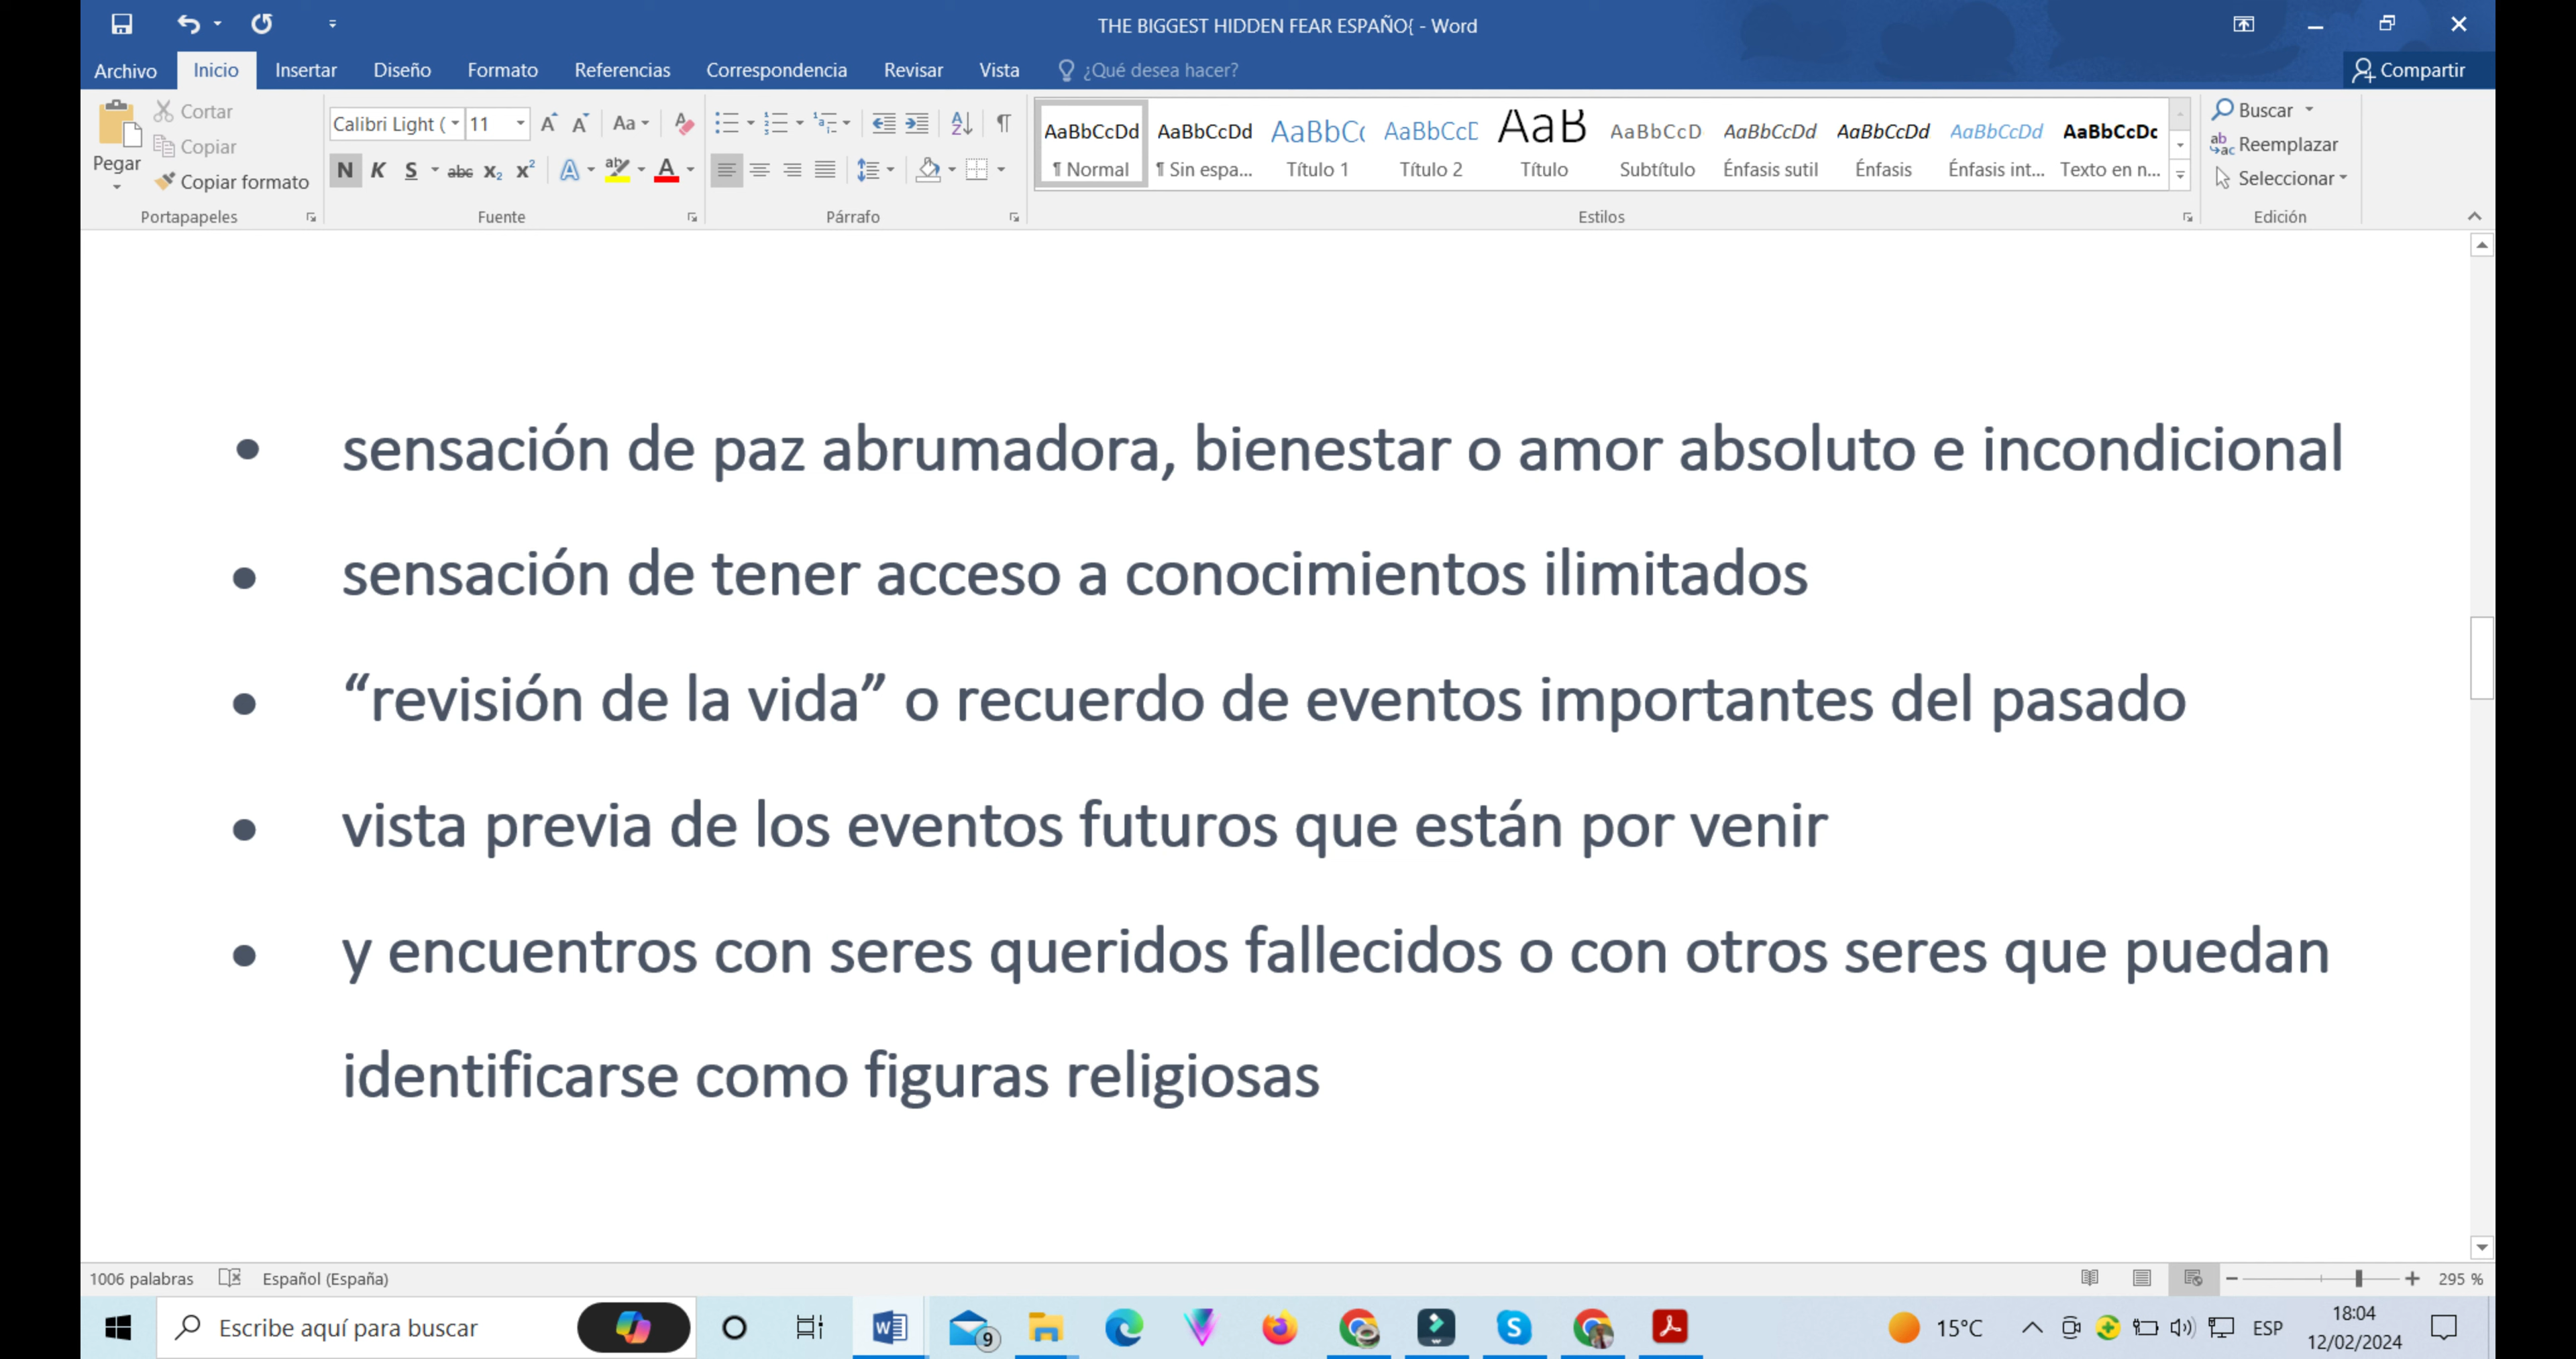 THE BIGGEST HIDDEN FEAR ESPAÑO{ - Word
Archivo Inicio Insertar Diseño Formato Referencias Correspondencia Revisar Vista ¿Qué desea hacer? Compartir
Pegar
Cortar
Copiar
Copiar formato
Portapapeles
Calibri Light ( 11
Fuente
Párrafo
AaBbCcDd AaBbCcDd AaBbC( AaBbCcD AaB AaBbCcD AaBbCcDd AaBbCcDd AaBbCcDd AaBbCcDc
¶ Normal ¶ Sin espa... Título 1 Título 2 Título Subtítulo Énfasis sutil Énfasis Énfasis int... Texto en n...
Estilos
Buscar
Reemplazar
Seleccionar
Edición
• sensación de paz abrumadora, bienestar o amor absoluto e incondicional
• sensación de tener acceso a conocimientos ilimitados
• “revisión de la vida” o recuerdo de eventos importantes del pasado
• vista previa de los eventos futuros que están por venir
• y encuentros con seres queridos fallecidos o con otros seres que puedan
identificarse como figuras religiosas
1006 palabras Español (España) 295 %
Escribe aquí para buscar 9 15°C ESP 18:04
12/02/2024